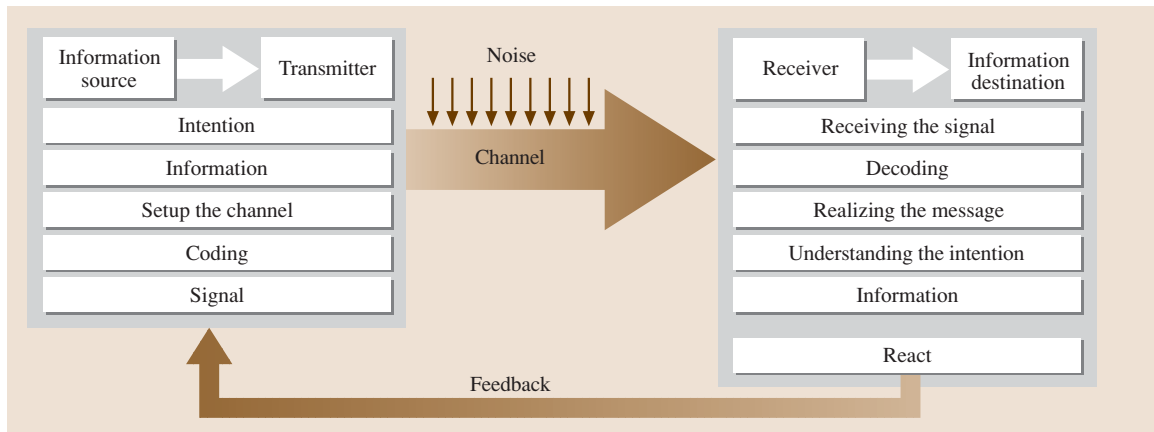 Information
source
Transmitter
Intention
Information
Setup the channel
Coding
Signal
Noise
Channel
Receiver
Information
destination
Receiving the signal
Decoding
Realizing the message
Understanding the intention
Information
React
Feedback